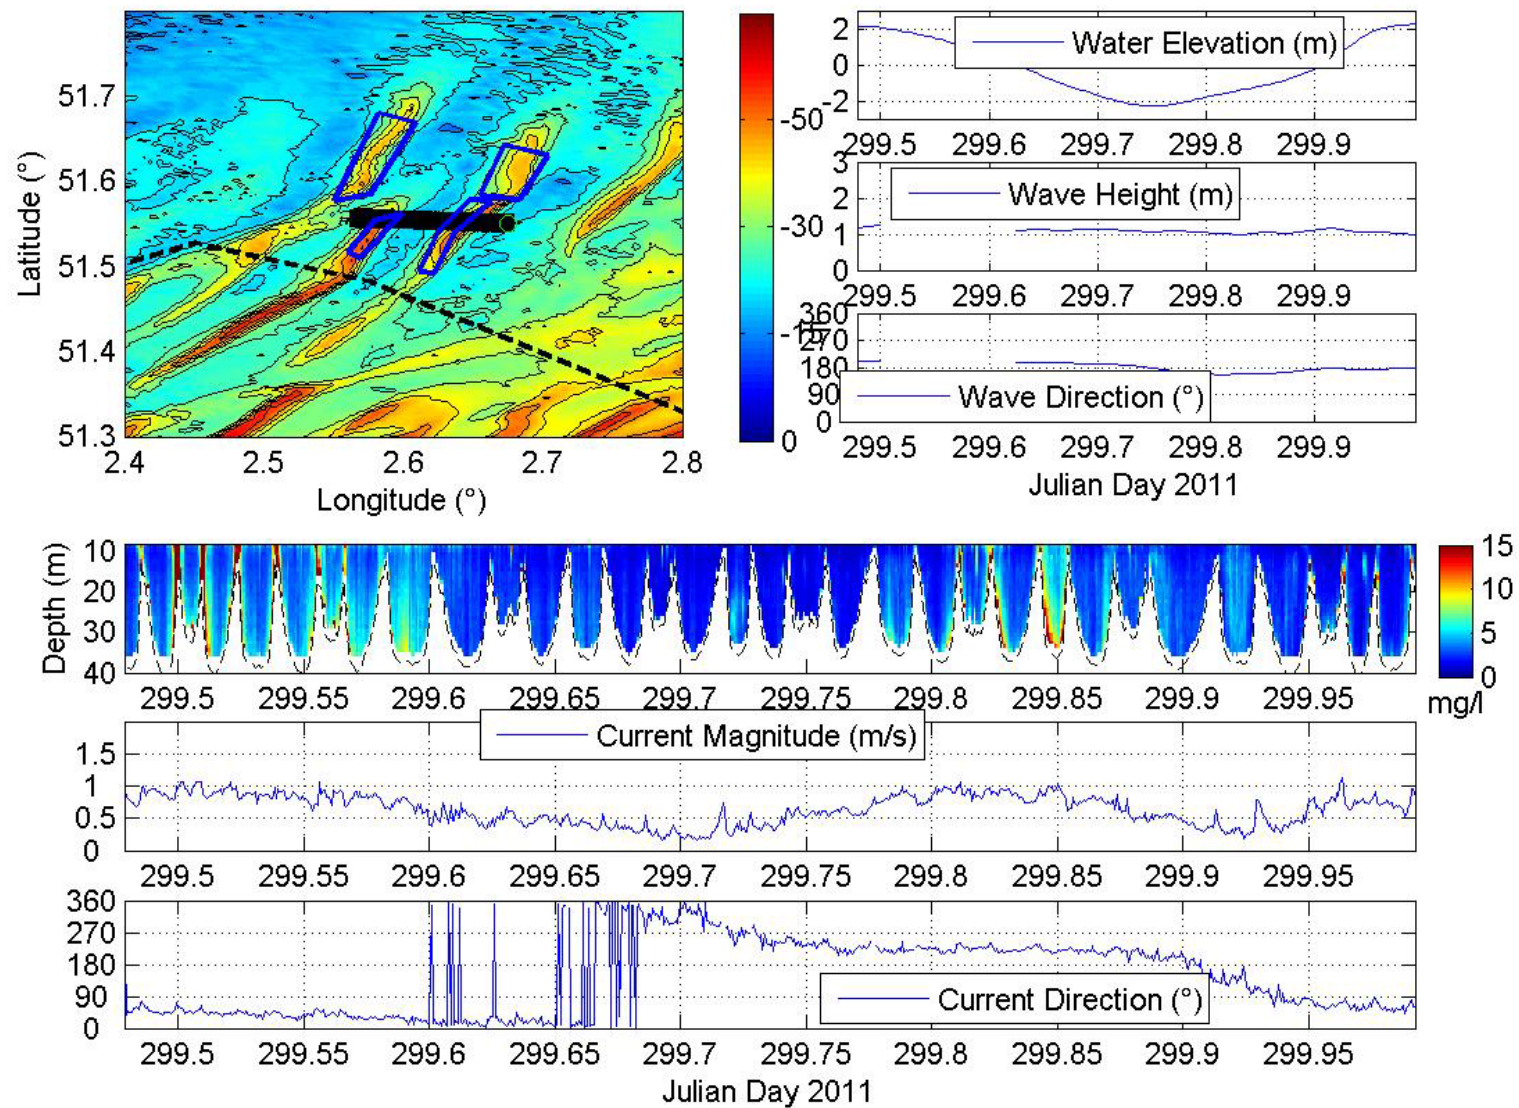 51.7
51.6
51.5
51.4
51.3
Latitude (°)
2.4 2.5 2.6 2.7 2.8
Longitude (°)
-50
-30
0
Water Elevation (m)
2
0
-2
299.5 299.6 299.7 299.8 299.9
Wave Height (m)
3
2
1
0
299.5 299.6 299.7 299.8 299.9
360
270
180
90
0
Wave Direction (°)
299.5 299.6 299.7 299.8 299.9
Julian Day 2011
Depth (m)
10
20
30
40
299.5 299.55 299.6 299.65 299.7 299.75 299.8 299.85 299.9 299.95
15
10
5
0
mg/l
Current Magnitude (m/s)
1.5
1
0.5
0
299.5 299.55 299.6 299.65 299.7 299.75 299.8 299.85 299.9 299.95
360
270
180
90
0
Current Direction (°)
299.5 299.55 299.6 299.65 299.7 299.75 299.8 299.85 299.9 299.95
Julian Day 2011